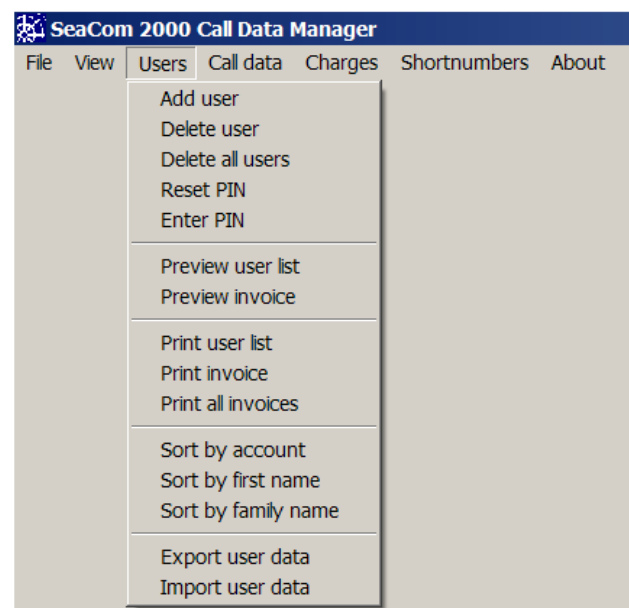 SeaCom 2000 Call Data Manager
File View Users Call data Charges Shortnumbers About
Add user
Delete user
Delete all users
Reset PIN
Enter PIN
Preview user list
Preview invoice
Print user list
Print invoice
Print all invoices
Sort by account
Sort by first name
Sort by family name
Export user data
Import user data